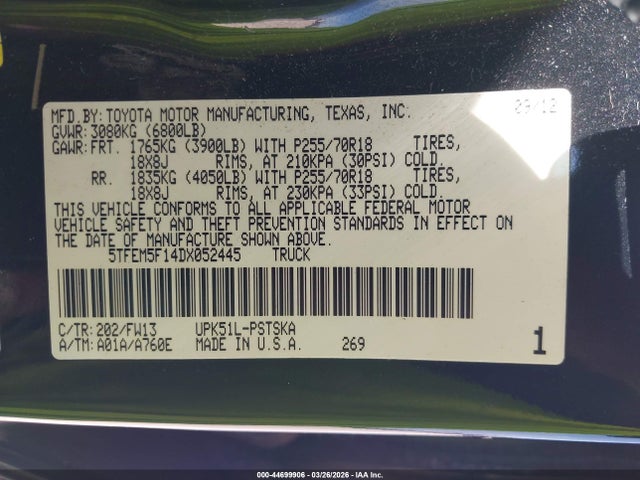 MFD.BY:TOYOTA MOTOR MANUFACTURING, TEXAS, INC. 09/12
GVWR:3080KG (6800LB)
GAWR:FRT. 1765KG (3900LB) WITH P255/70R18 TIRES,
18X8J RIMS, AT 210KPA (30PSI) COLD.
RR. 1835KG (4050LB) WITH P255/70R18 TIRES,
18X8J RIMS, AT 230KPA (33PSI) COLD.
THIS VEHICLE CONFORMS TO ALL APPLICABLE FEDERAL MOTOR
VEHICLE SAFETY AND THEFT PREVENTION STANDARDS IN EFFECT ON
THE DATE OF MANUFACTURE SHOWN ABOVE.
5TFEM5F14DX052445 TRUCK
C/TR:202/FW13 UPK51L-PSTSKA
A/TM:A01A/A760E MADE IN U.S.A. 269 1
000-44699906 | 03/26/2026 | IAA Inc.